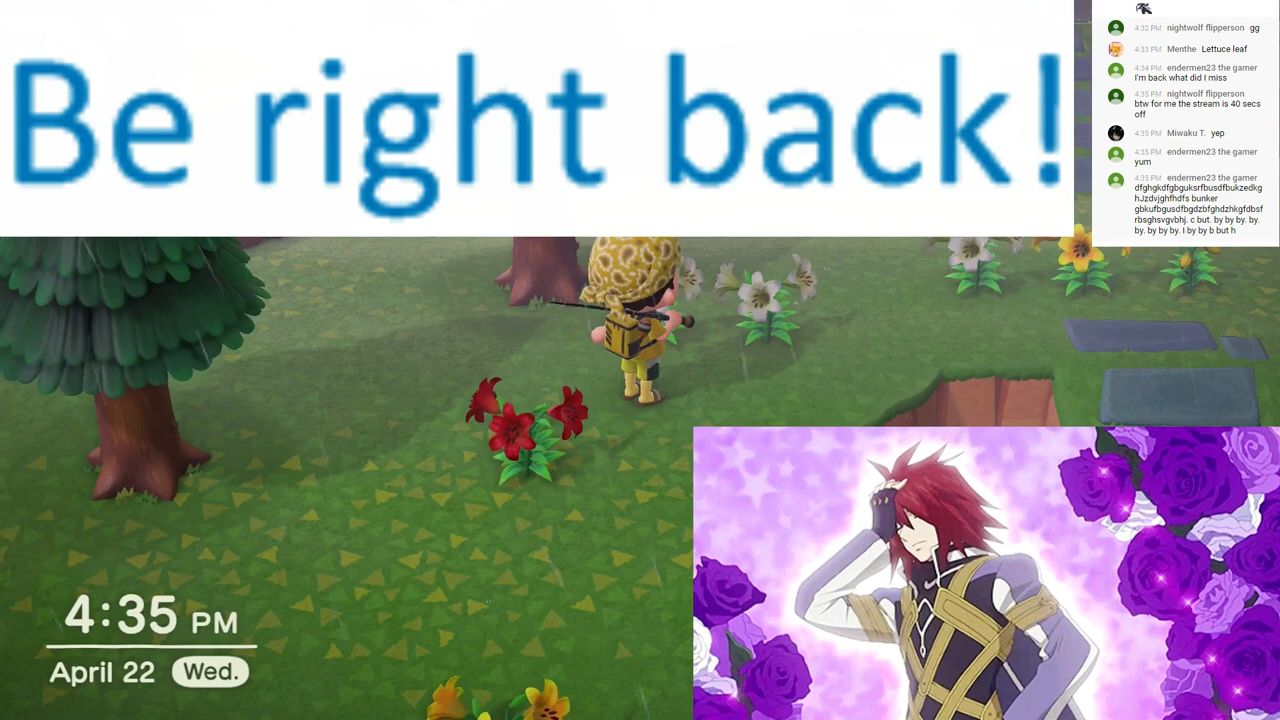 Be right back!
4:32 PM nightwolf flipperson gg
4:33 PM Menthe Lettuce leaf
4:34 PM endermen23 the gamer
I'm back what did I miss
4:35 PM nightwolf flipperson
btw for me the stream is 40 secs
off
4:35 PM Miwaku T. yep
4:35 PM endermen23 the gamer
yum
4:35 PM endermen23 the gamer
dfghgkdfgbguksrfbusdfbukzedkg
hJzdvjghfhdfs bunker
gbkufbgusdfbgdzbfghdzhkgfdbsf
rbsghsvgvbhj. c but. by by by. by.
by. by by by. I by by b but h
4:35 PM
April 22 Wed.